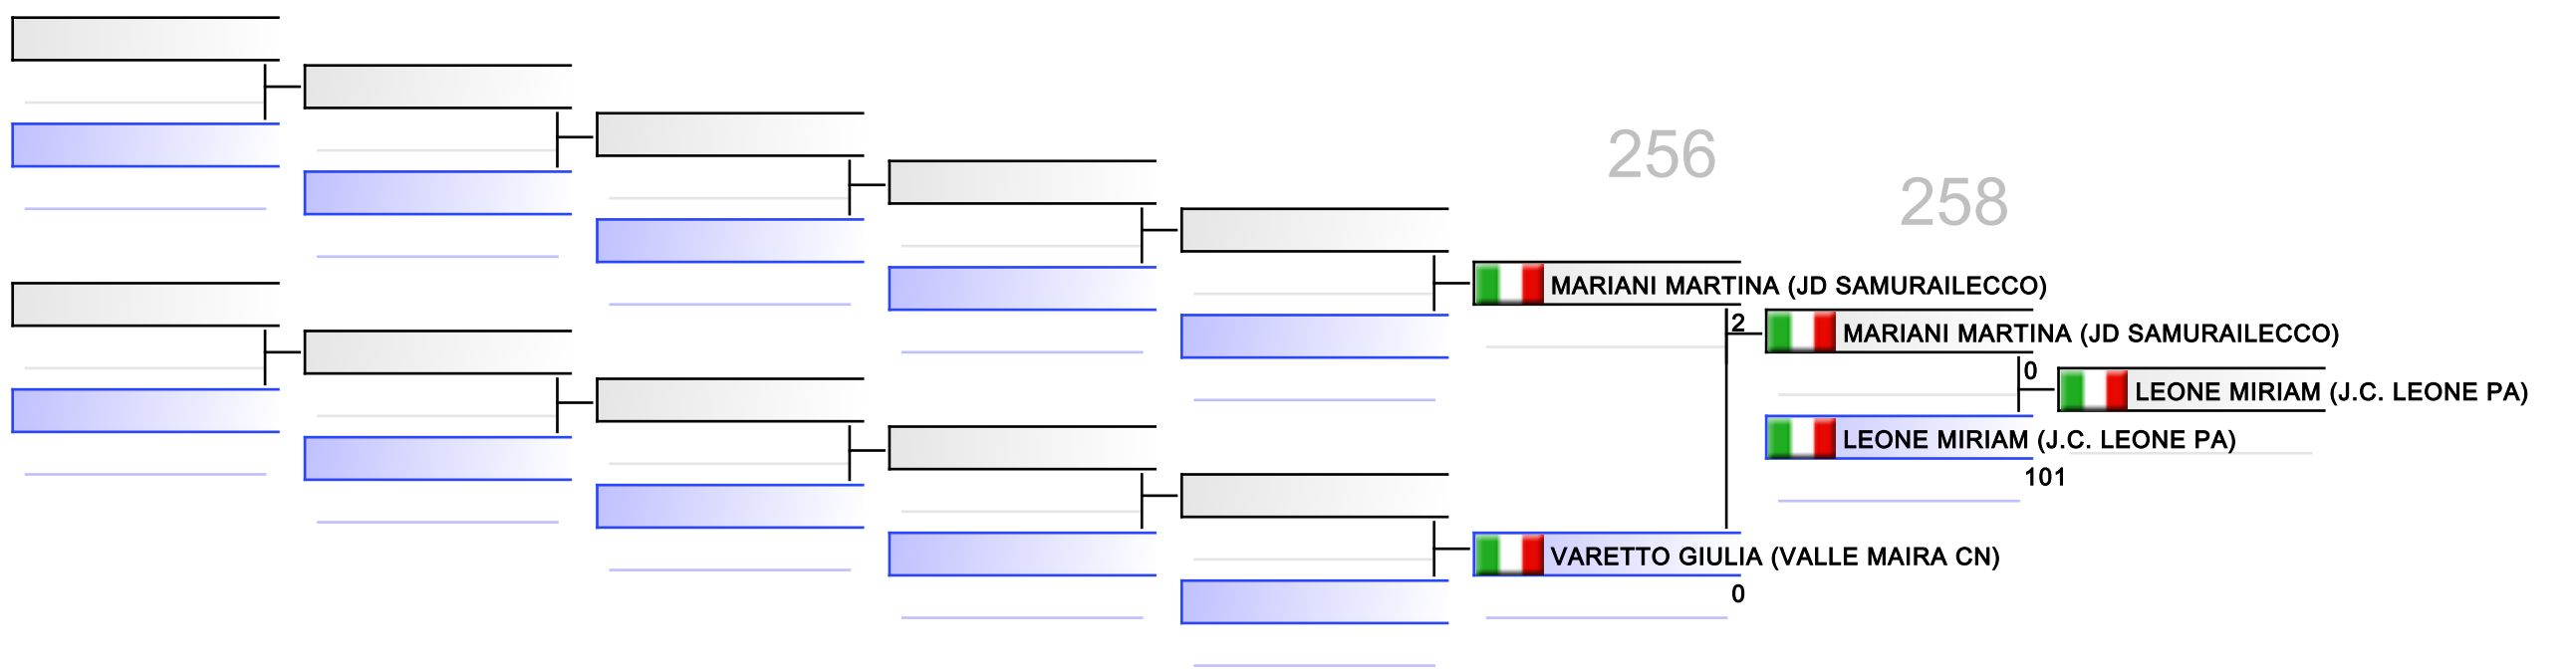 256
258
MARIANI MARTINA (JD SAMURAILECCO)
2
MARIANI MARTINA (JD SAMURAILECCO)
0
LEONE MIRIAM (J.C. LEONE PA)
LEONE MIRIAM (J.C. LEONE PA)
101
VARETTO GIULIA (VALLE MAIRA CN)
0